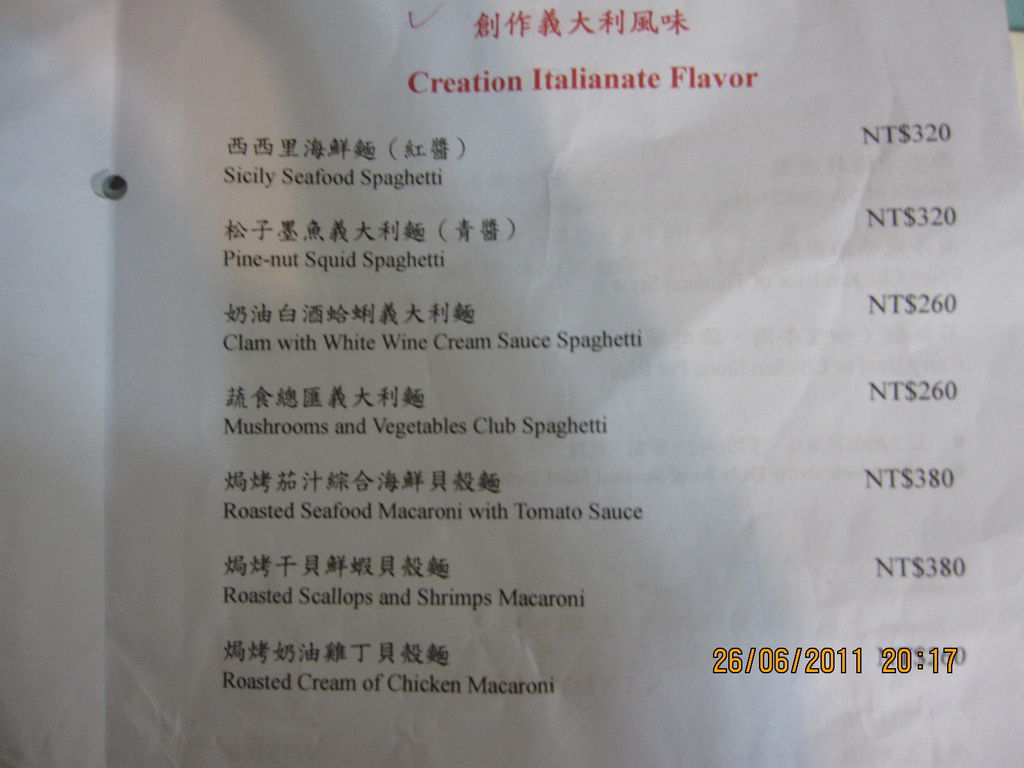 創作義大利風味
Creation Italianate Flavor
西西里海鮮麵（紅醬） NT$320
Sicily Seafood Spaghetti
松子墨魚義大利麵（青醬） NT$320
Pine-nut Squid Spaghetti
奶油白酒蛤蜊義大利麵 NT$260
Clam with White Wine Cream Sauce Spaghetti
蔬食總匯義大利麵 NT$260
Mushrooms and Vegetables Club Spaghetti
焗烤茄汁綜合海鮮貝殼麵 NT$380
Roasted Seafood Macaroni with Tomato Sauce
焗烤干貝鮮蝦貝殼麵 NT$380
Roasted Scallops and Shrimps Macaroni
焗烤奶油雞丁貝殼麵
Roasted Cream of Chicken Macaroni
26/06/2011 20:17